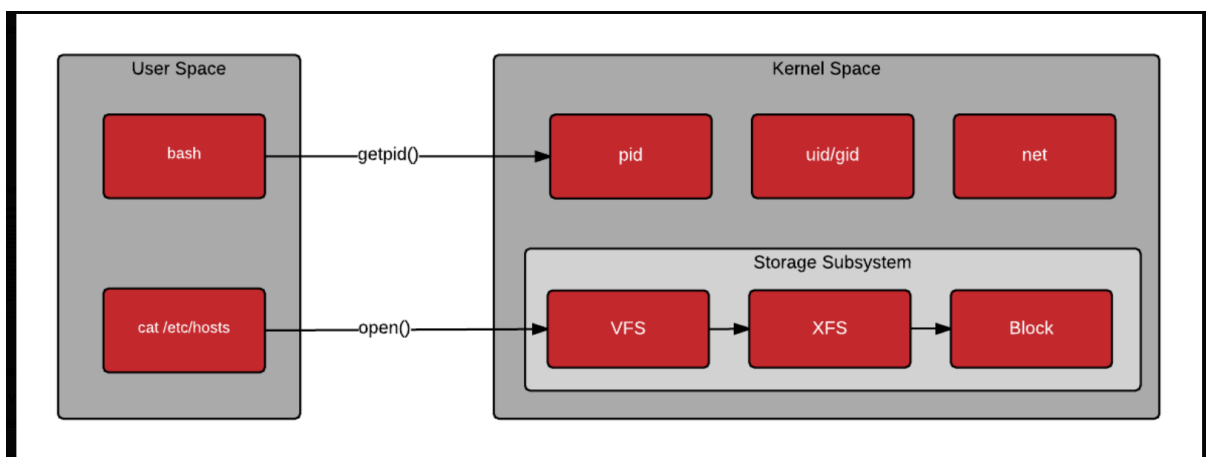 User Space
Kernel Space
bash
getpid()
pid
uid/gid
net
Storage Subsystem
cat /etc/hosts
open()
VFS
XFS
Block